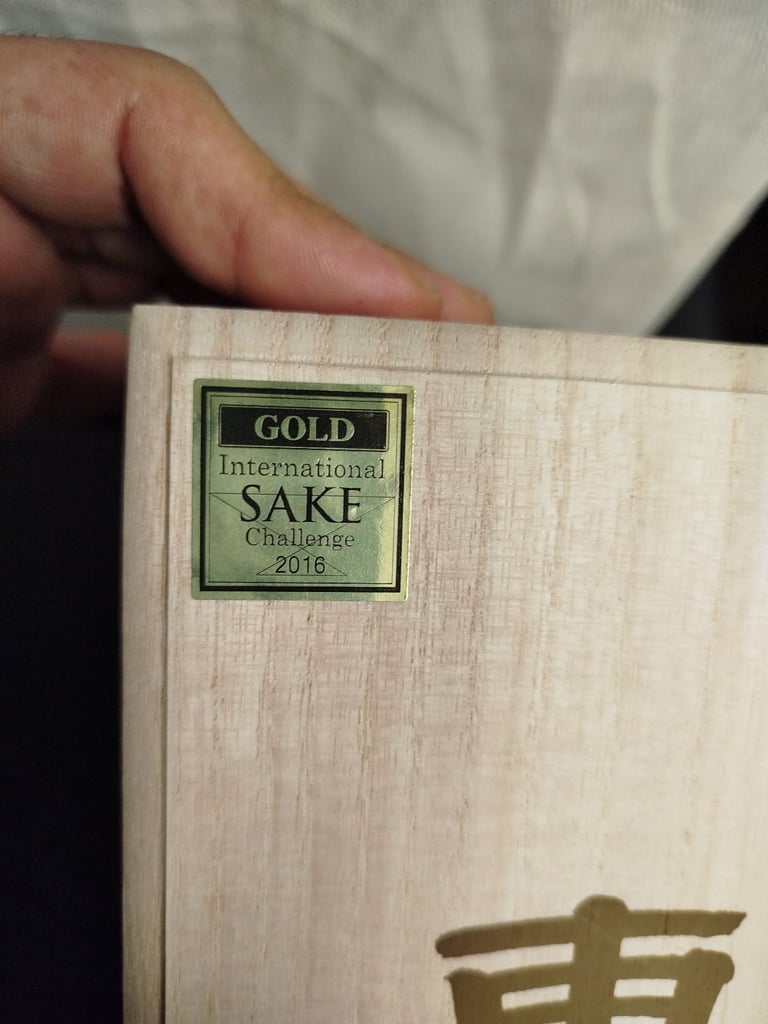 GOLD
International
SAKE
Challenge
2016